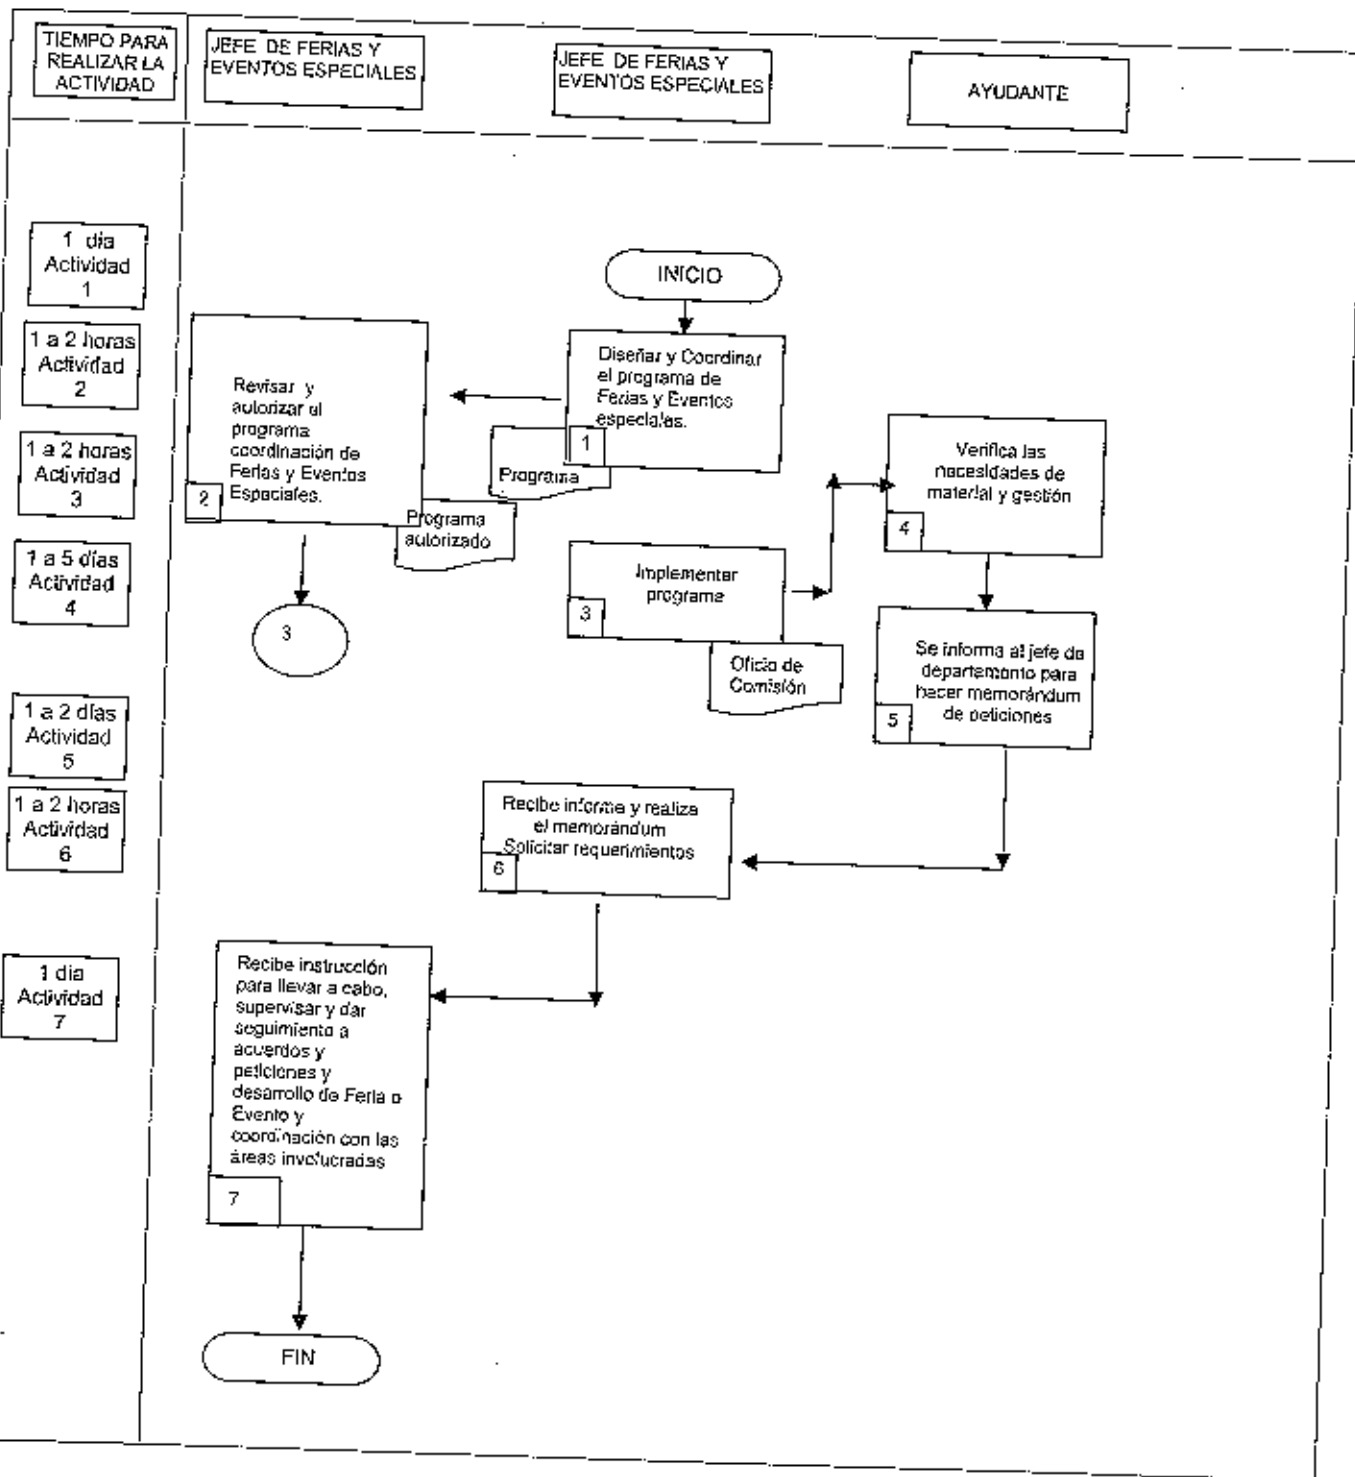 TIEMPO PARA
REALIZAR LA
ACTIVIDAD
JEFE DE FERIAS Y
EVENTOS ESPECIALES
JEFE DE FERIAS Y
EVENTOS ESPECIALES
AYUDANTE
1 día
Actividad
1
1 a 2 horas
Actividad
2
1 a 2 horas
Actividad
3
1 a 5 días
Actividad
4
1 a 2 días
Actividad
5
1 a 2 horas
Actividad
6
1 dia
Actividad
7
INICIO
Diseñar y Coordinar
el programa de
Ferias y Eventos
especiales.
1
Programa
Revisar y
autorizar el
programa
coordinación de
Ferias y Eventos
Especiales.
2
Programa
autorizado
3
Implementar
programa
3
Oficio de
Comisión
Verifica las
necesidades de
material y gestión
4
Se informa al jefe de
departamento para
hacer memorándum
de peticiones
5
Recibe informe y realiza
el memorándum
Solicitar requerimientos
6
Recibe instrucción
para llevar a cabo,
supervisar y dar
seguimiento a
acuerdos y
peticiones y
desarrollo de Feria o
Evento y
coordinación con las
áreas involucradas
7
FIN